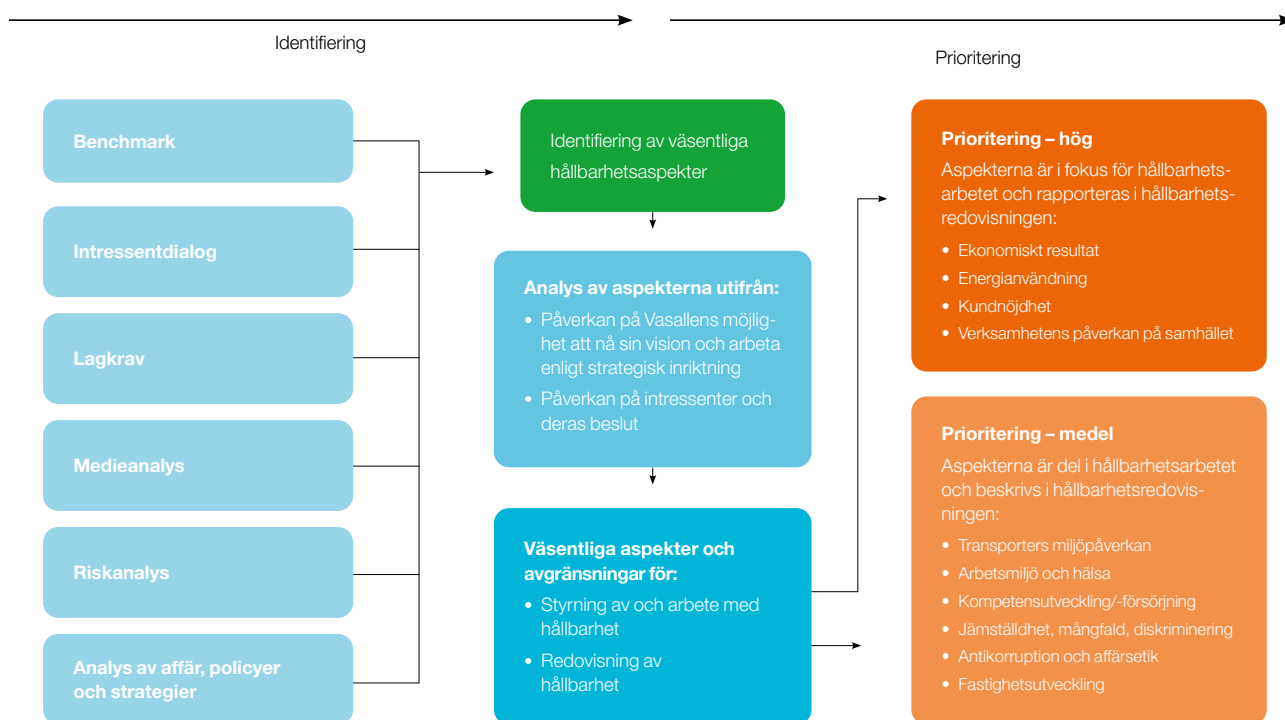 Identifiering
Prioritering
Benchmark
Intressentdialog
Lagkrav
Medieanalys
Riskanalys
Analys av affär, policyer
och strategier
Identifiering av väsentliga
hållbarhetsaspekter
Analys av aspekterna utifrån:
• Påverkan på Vasallens möjlig-
het att nå sin vision och arbeta
enligt strategisk inriktning
• Påverkan på intressenter och
deras beslut
Väsentliga aspekter och
avgränsningar för:
• Styrning av och arbete med
hållbarhet
• Redovisning av
hållbarhet
Prioritering – hög
Aspekterna är i fokus för hållbarhets-
arbetet och rapporteras i hållbarhets-
redovisningen:
• Ekonomiskt resultat
• Energianvändning
• Kundnöjdhet
• Verksamhetens påverkan på samhället
Prioritering – medel
Aspekterna är del i hållbarhetsarbetet
och beskrivs i hållbarhetsredovis-
ningen:
• Transporters miljöpåverkan
• Arbetsmiljö och hälsa
• Kompetensutveckling/-försörjning
• Jämställdhet, mångfald, diskriminering
• Antikorruption och affärsetik
• Fastighetsutveckling